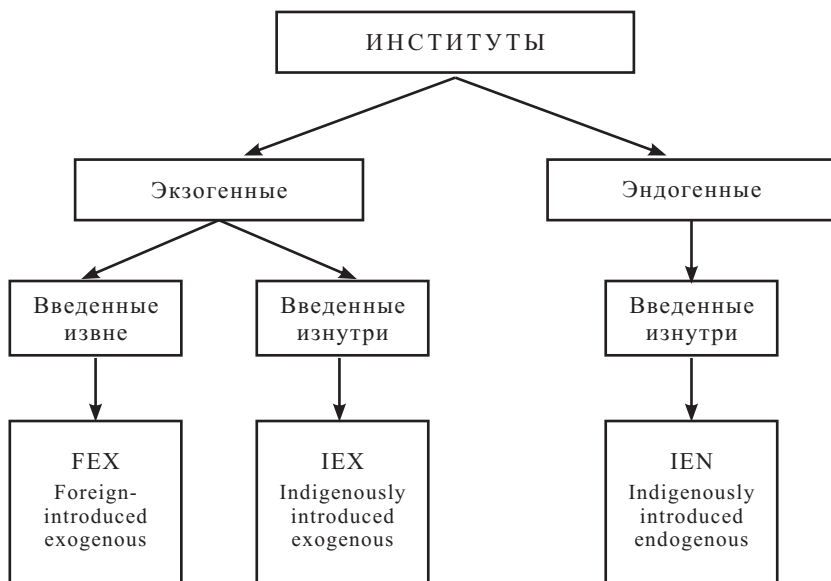 ИНСТИТУТЫ
Экзогенные
Эндогенные
Введенные
извне
Введенные
изнутри
Введенные
изнутри
FEX
Foreign-
introduced
exogenous
IEX
Indigenously
introduced
exogenous
IEN
Indigenously
introduced
endogenous